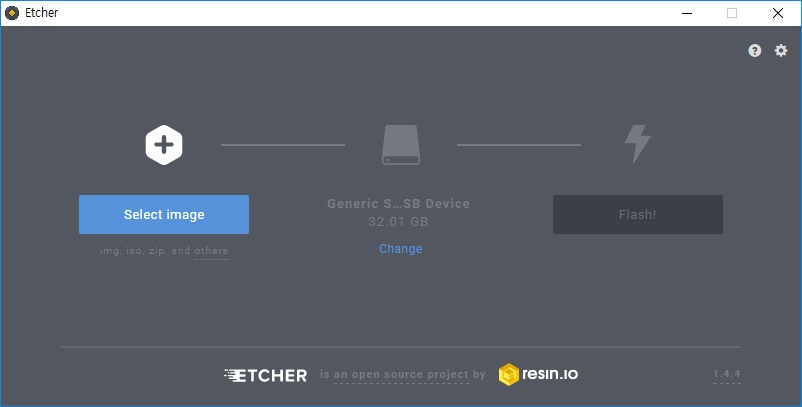 Etcher
Select image
img, iso, zip, and others
Generic S...SB Device
32.01 GB
Change
Flash!
ETCHER is an open source project by resin.io
1.4.4